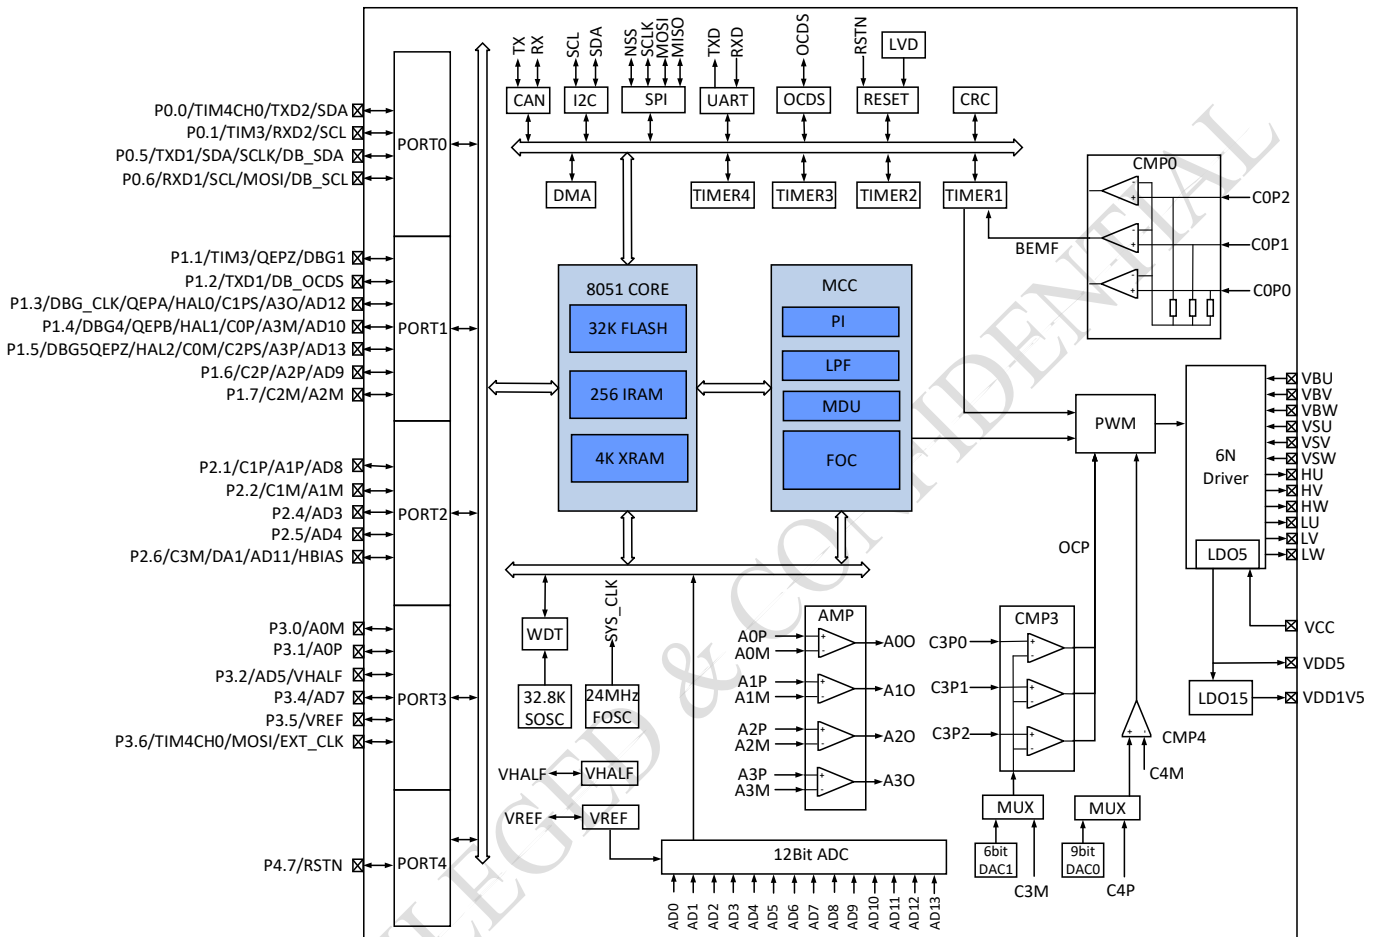 TX
RX
SCL
SDA
NSS
SCLK
MOSI
MISO
TXD
RXD
OCDS
RSTN
LVD
CAN
I2C
SPI
UART
OCDS
RESET
CRC
DMA
TIMER4
TIMER3
TIMER2
TIMER1
P0.0/TIM4CH0/TXD2/SDA
P0.1/TIM3/RXD2/SCL
P0.5/TXD1/SDA/SCLK/DB_SDA
P0.6/RXD1/SCL/MOSI/DB_SCL
PORT0
P1.1/TIM3/QEPZ/DBG1
P1.2/TXD1/DB_OCDS
P1.3/DBG_CLK/QEPA/HAL0/C1PS/A3O/AD12
P1.4/DBG4/QEPB/HAL1/C0P/A3M/AD10
P1.5/DBG5QEPZ/HAL2/C0M/C2PS/A3P/AD13
P1.6/C2P/A2P/AD9
P1.7/C2M/A2M
PORT1
P2.1/C1P/A1P/AD8
P2.2/C1M/A1M
P2.4/AD3
P2.5/AD4
P2.6/C3M/DA1/AD11/HBIAS
PORT2
P3.0/A0M
P3.1/A0P
P3.2/AD5/VHALF
P3.4/AD7
P3.5/VREF
P3.6/TIM4CH0/MOSI/EXT_CLK
PORT3
P4.7/RSTN
PORT4
8051 CORE
32K FLASH
256 IRAM
4K XRAM
MCC
PI
LPF
MDU
FOC
CMP0
C0P2
C0P1
C0P0
BEMF
PWM
6N
Driver
LDO5
VBU
VBV
VBW
VSU
VSV
VSW
HU
HV
HW
LU
LV
LW
VCC
VDD5
LDO15
VDD1V5
OCP
WDT
SYS_CLK
32.8K
SOSC
24MHz
FOSC
VHALF
VHALF
VREF
VREF
AMP
A0P
A0M
A0O
A1P
A1M
A1O
A2P
A2M
A2O
A3P
A3M
A3O
CMP3
C3P0
C3P1
C3P2
MUX
6bit
DAC1
C3M
CMP4
C4M
MUX
9bit
DAC0
C4P
12Bit ADC
AD0
AD1
AD2
AD3
AD4
AD5
AD6
AD7
AD8
AD9
AD10
AD11
AD12
AD13
LEGED & CONFIDENTIAL